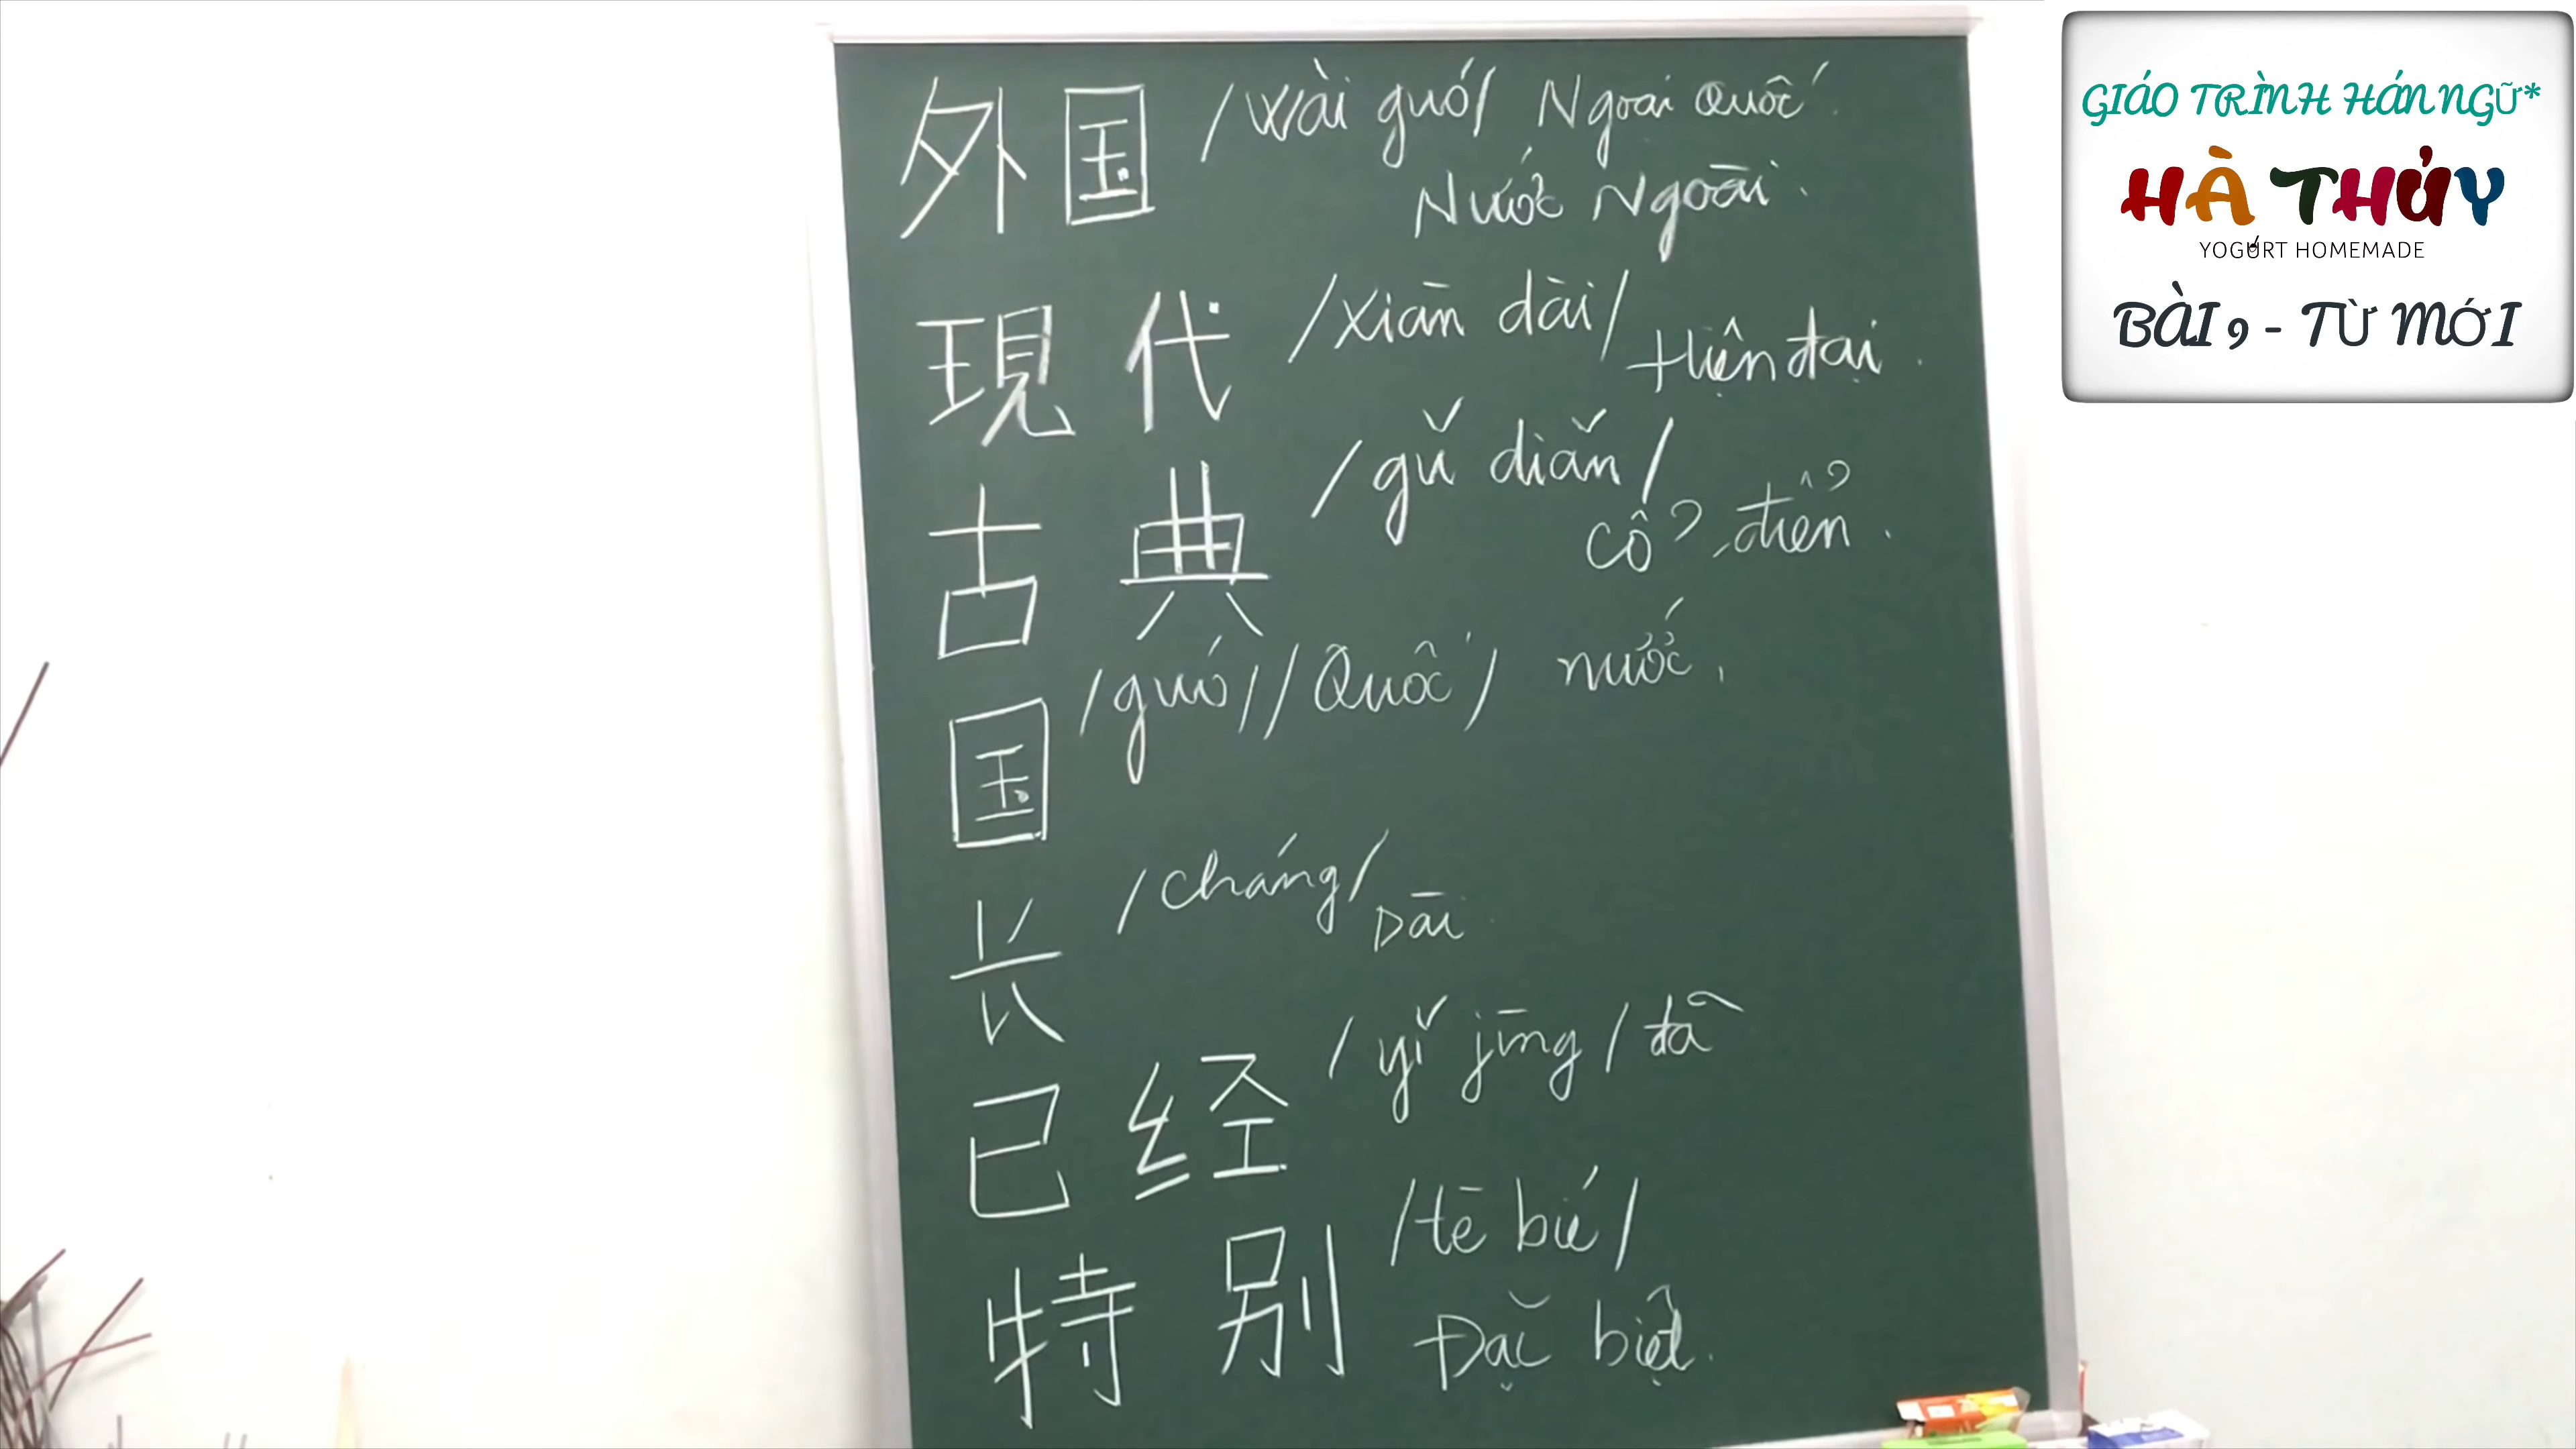 外国 /wài guó/ Ngoại Quốc.
Nước Ngoài.
現代 /xiàn dài/ Hiện đại.
古典 /gǔ diǎn/
Cổ điển.
国 /guó/ /Quốc/ nước.
长 /cháng/ Dài
已经 /yǐ jīng/ đã
特别 /tē bié/
Đặc biệt.
GIÁO TRÌNH HÁN NGỮ*
HÀ THỦY
YOGURT HOMEMADE
BÀI 9 - TỪ MỚI